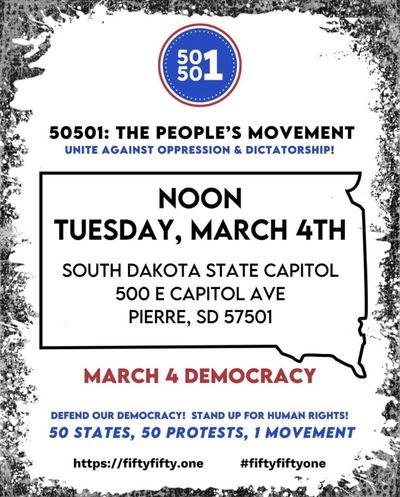 50
50
1
50501: THE PEOPLE'S MOVEMENT
UNITE AGAINST OPPRESSION & DICTATORSHIP!
NOON
TUESDAY, MARCH 4TH
SOUTH DAKOTA STATE CAPITOL
500 E CAPITOL AVE
PIERRE, SD 57501
MARCH 4 DEMOCRACY
DEFEND OUR DEMOCRACY! STAND UP FOR HUMAN RIGHTS!
50 STATES, 50 PROTESTS, 1 MOVEMENT
https://fiftyfifty.one #fiftyfiftyone